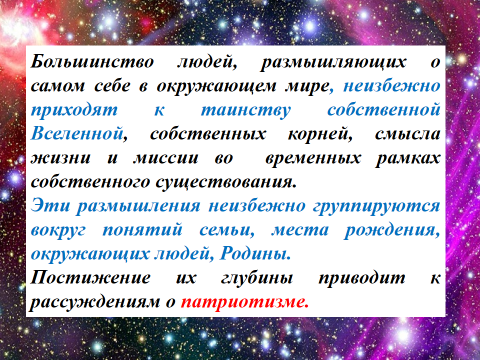 Большинство людей, размышляющих о
самом себе в окружающем мире, неизбежно
приходят к таинству собственной
Вселенной, собственных корней, смысла
жизни и миссии во временных рамках
собственного существования.
Эти размышления неизбежно группируются
вокруг понятий семьи, места рождения,
окружающих людей, Родины.
Постижение их глубины приводит к
рассуждениям о патриотизме.